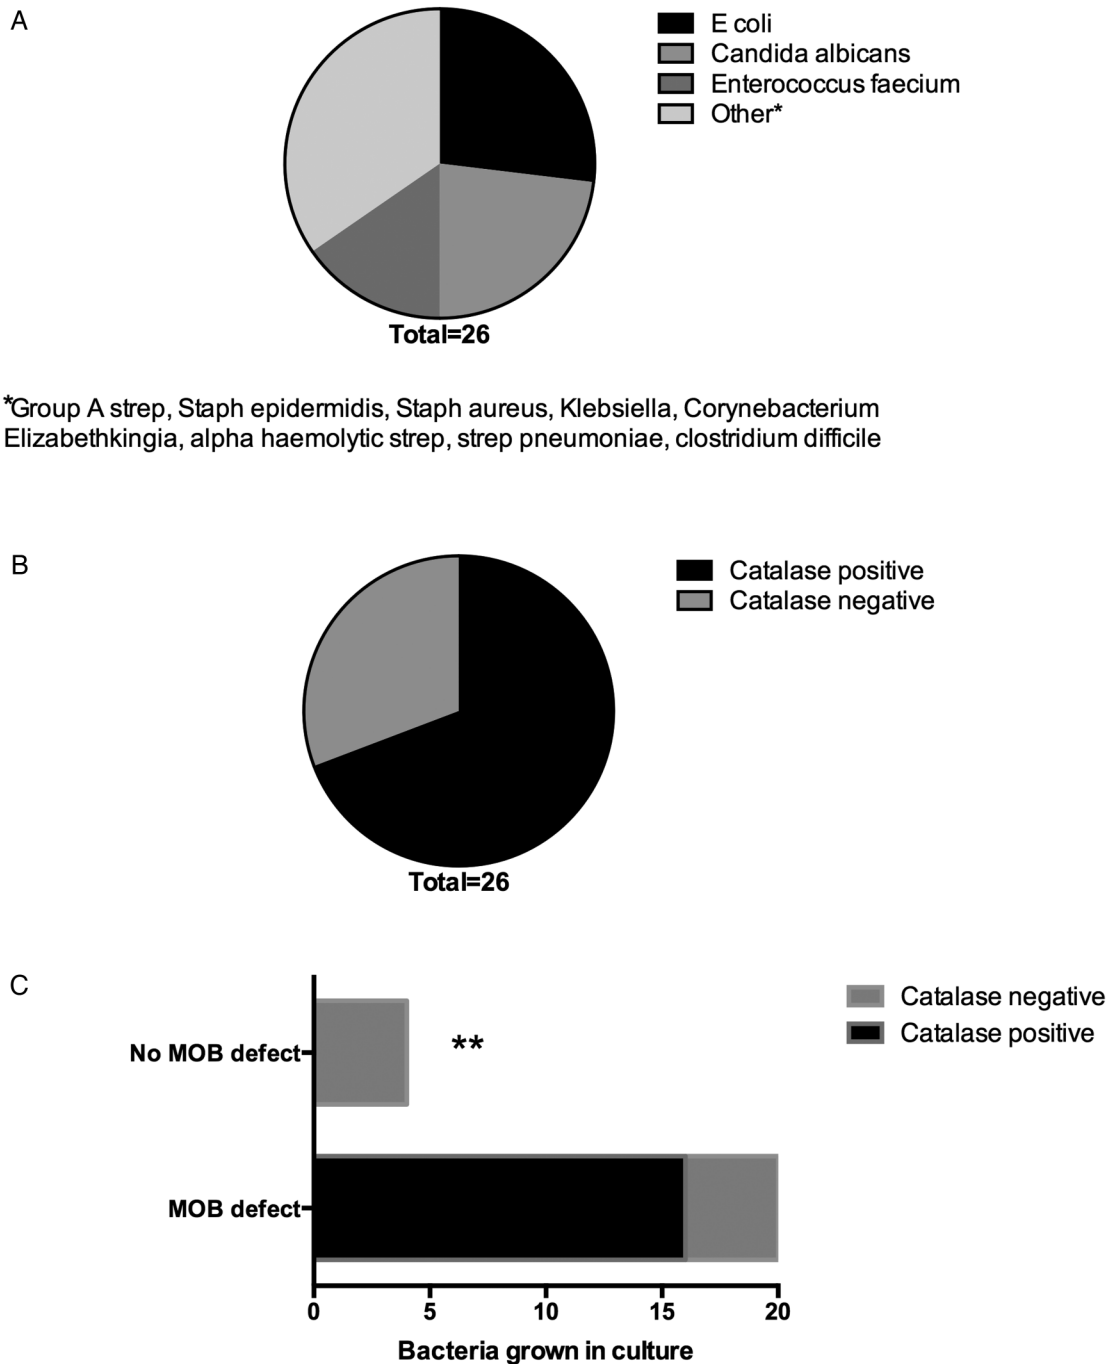 A
E coli
Candida albicans
Enterococcus faecium
Other*
Total=26
*Group A strep, Staph epidermidis, Staph aureus, Klebsiella, Corynebacterium
Elizabethkingia, alpha haemolytic strep, strep pneumoniae, clostridium difficile
B
Catalase positive
Catalase negative
Total=26
C
Catalase negative
Catalase positive
No MOB defect
**
MOB defect
0 5 10 15 20
Bacteria grown in culture